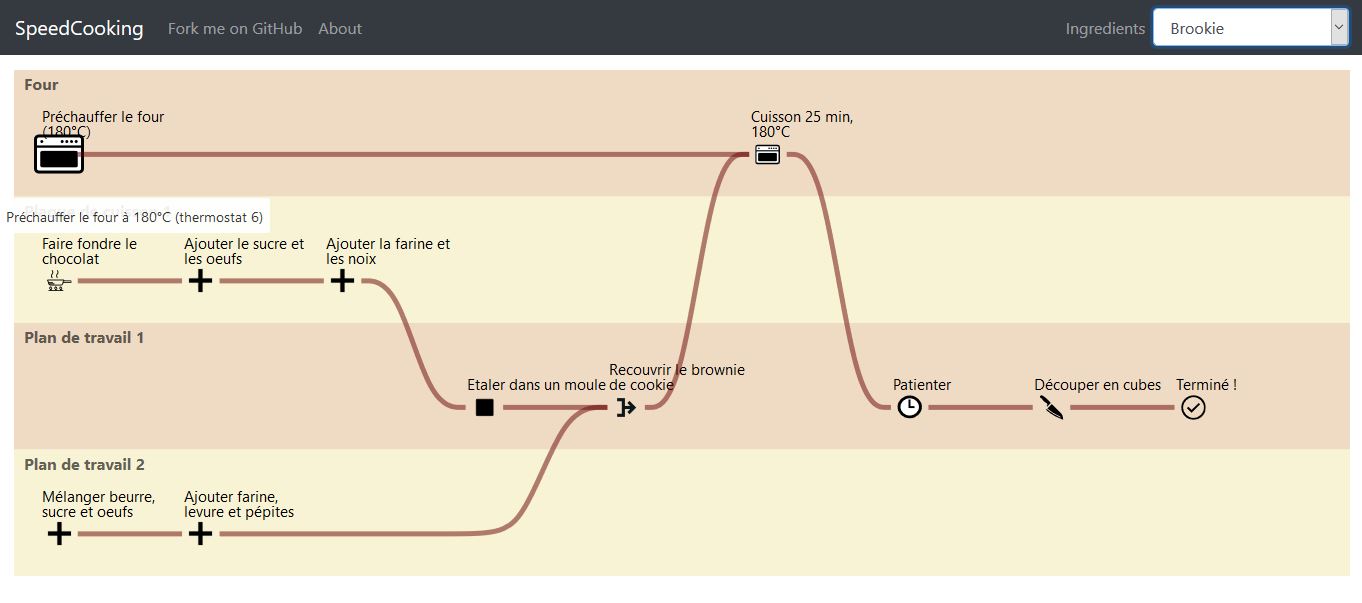 SpeedCooking Fork me on GitHub About Ingredients Brookie
Four
Préchauffer le four
(180°C)
Cuisson 25 min,
180°C
Préchauffer le four à 180°C (thermostat 6)
Faire fondre le
chocolat
Ajouter le sucre et
les oeufs
Ajouter la farine et
les noix
Plan de travail 1
Etaler dans un moule
Recouvrir le brownie
de cookie
Patienter
Découper en cubes
Terminé !
Plan de travail 2
Mélanger beurre,
sucre et oeufs
Ajouter farine,
levure et pépites